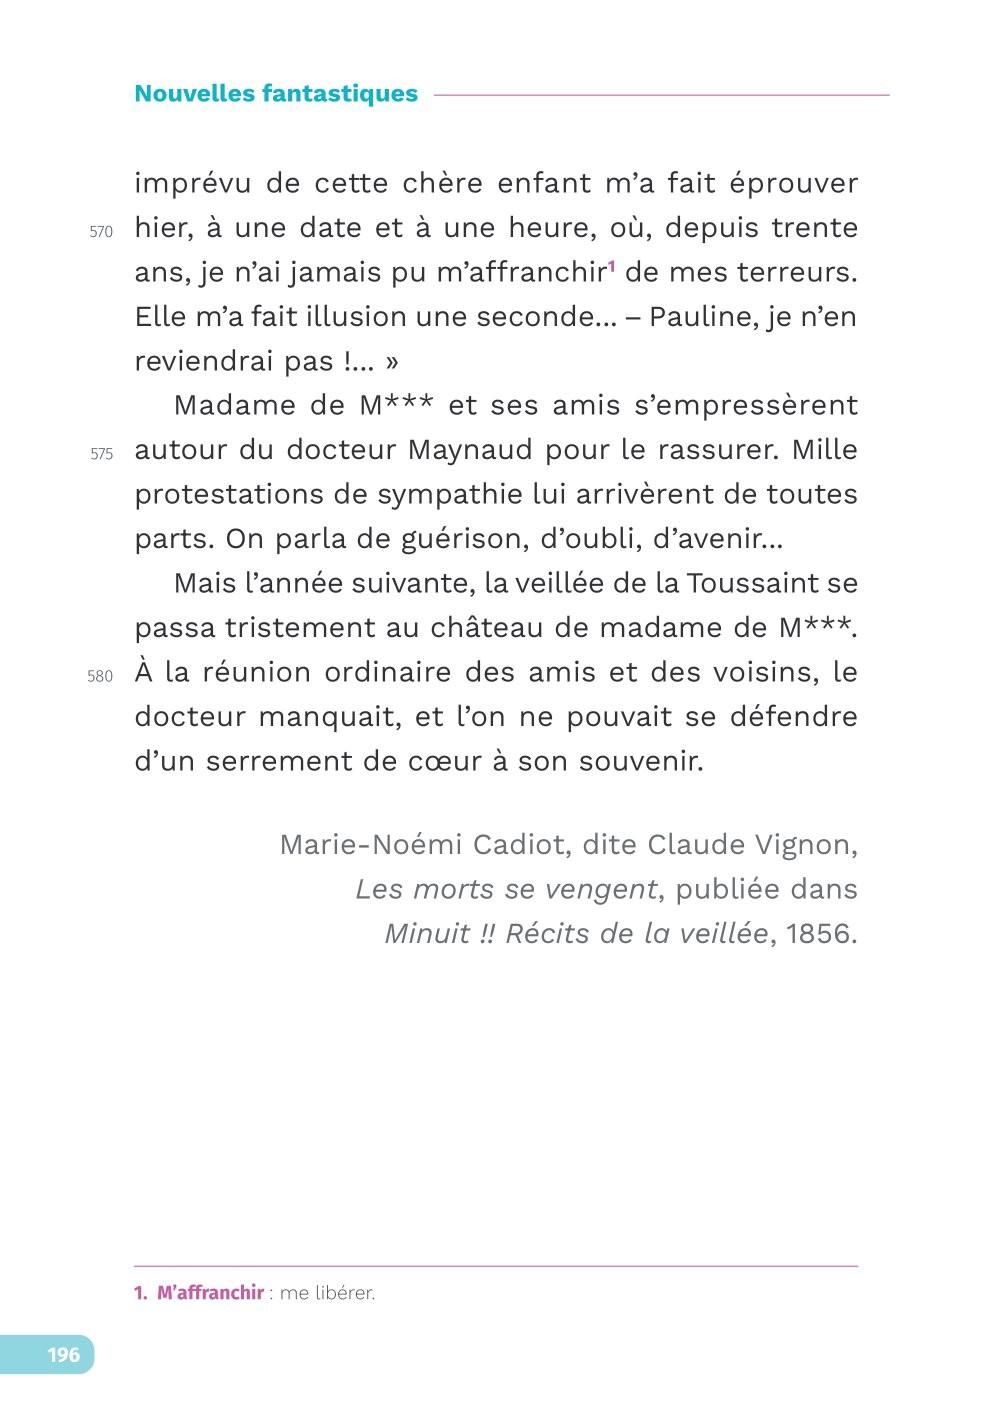 Nouvelles fantastiques
imprévu de cette chère enfant m’a fait éprouver
570 hier, à une date et à une heure, où, depuis trente
ans, je n’ai jamais pu m’affranchir¹ de mes terreurs.
Elle m’a fait illusion une seconde... – Pauline, je n’en
reviendrai pas !... »
Madame de M*** et ses amis s’empressèrent
575 autour du docteur Maynaud pour le rassurer. Mille
protestations de sympathie lui arrivèrent de toutes
parts. On parla de guérison, d’oubli, d’avenir...
Mais l’année suivante, la veillée de la Toussaint se
passa tristement au château de madame de M***.
580 À la réunion ordinaire des amis et des voisins, le
docteur manquait, et l’on ne pouvait se défendre
d’un serrement de cœur à son souvenir.
Marie-Noémi Cadiot, dite Claude Vignon,
Les morts se vengent, publiée dans
Minuit !! Récits de la veillée, 1856.
1. M’affranchir : me libérer.
196